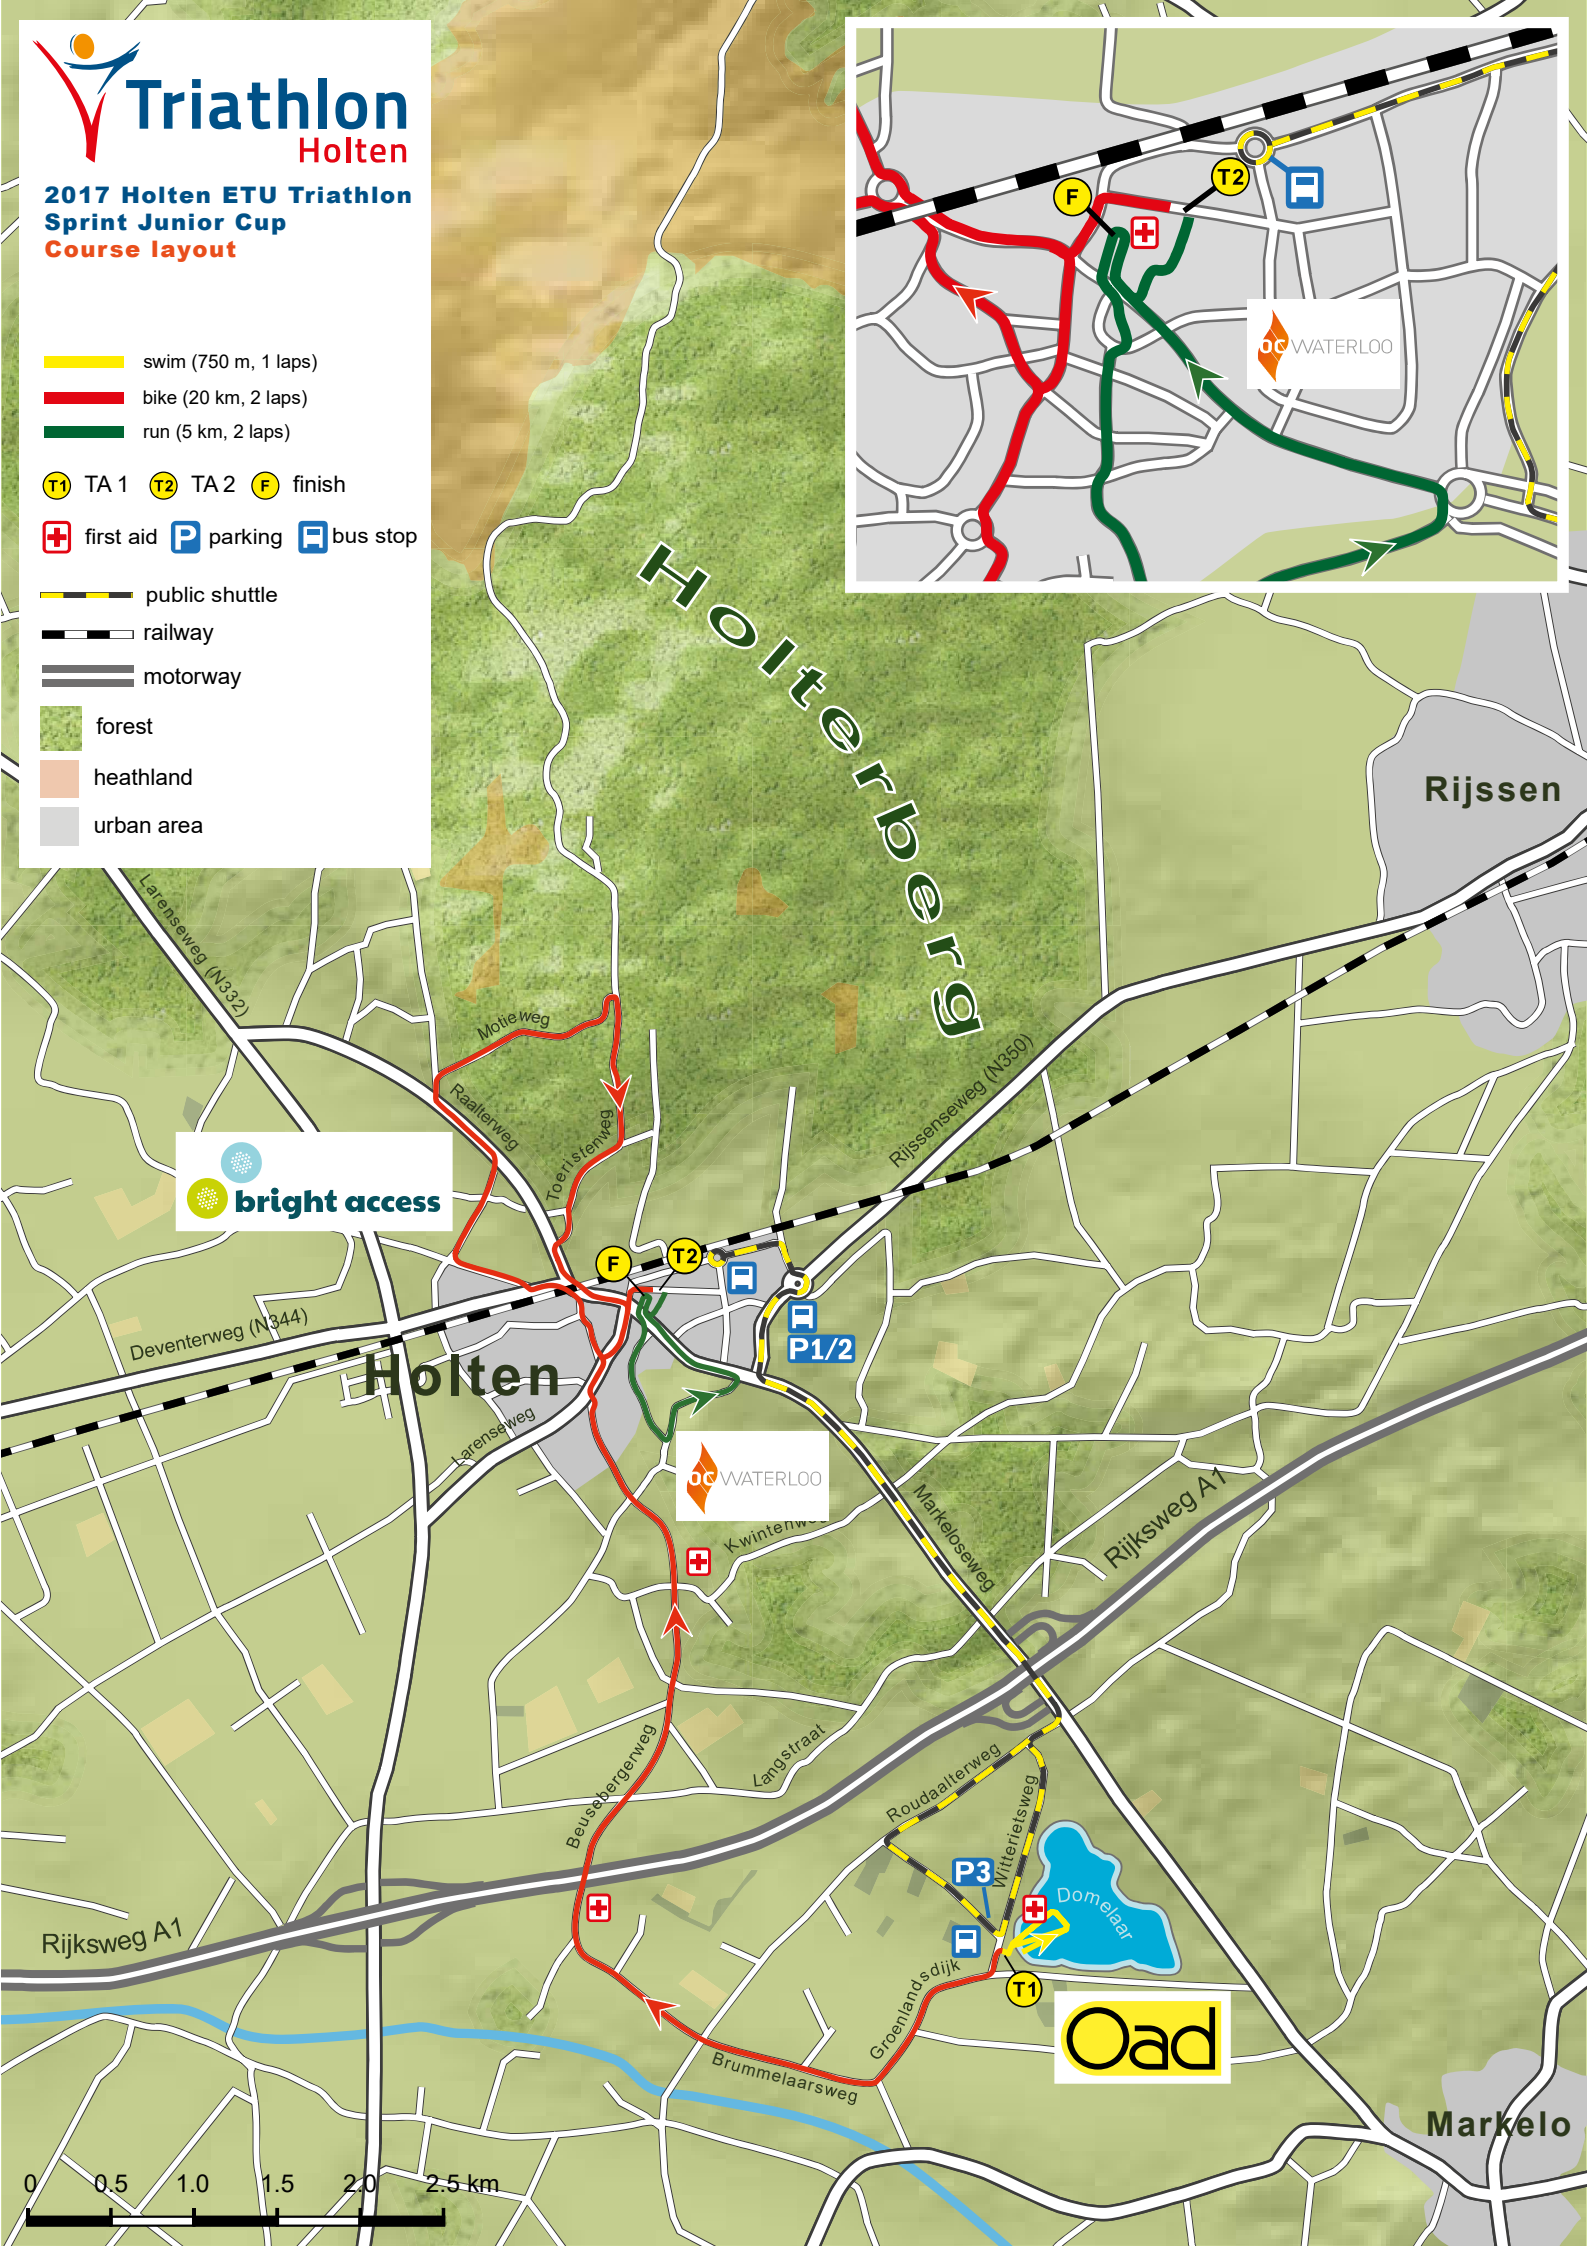 Triathlon
Holten
2017 Holten ETU Triathlon
Sprint Junior Cup
Course layout
swim (750 m, 1 laps)
bike (20 km, 2 laps)
run (5 km, 2 laps)
T1 TA 1 T2 TA 2 F finish
first aid P parking bus stop
public shuttle
railway
motorway
forest
heathland
urban area
F
T2
OC WATERLOO
Holterberg
Rijssen
Larenseweg (N332)
Motieweg
Raalterweg
Toeristenweg
Rijssenseweg (N350)
bright access
F
T2
P1/2
Deventerweg (N344)
Holten
Larenseweg
OC WATERLOO
Markeloseweg
Rijksweg A1
Beusebergerweg
Langstraat
Roudaalterweg
Witterietsweg
P3
Domelaar
Rijksweg A1
T1
Groenlandsdijk
Oad
Brummelaarsweg
Markelo
0 0.5 1.0 1.5 2.0 2.5 km